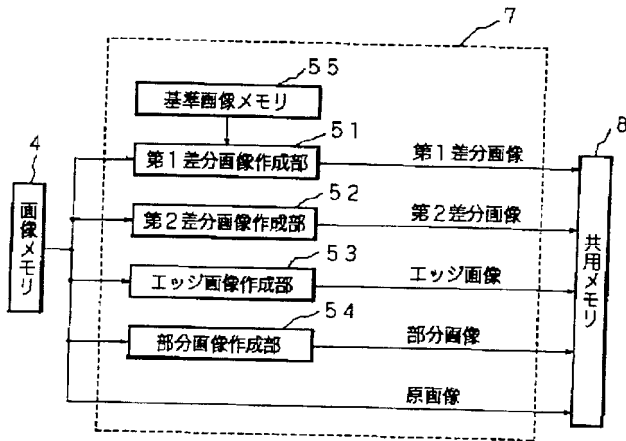 7
55
基準画像メモリ
51
第1差分画像作成部
第1差分画像
8
4
画像メモリ
52
第2差分画像作成部
第2差分画像
53
エッジ画像作成部
エッジ画像
共用メモリ
54
部分画像作成部
部分画像
原画像